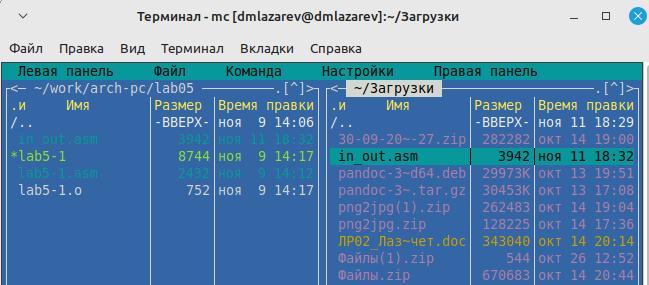 Терминал - mc [dmlazarev@dmlazarev]:~/Загрузки
Файл Правка Вид Терминал Вкладки Справка
Левая панель Файл Команда Настройки Правая панель
<— ~/work/arch-pc/lab05 .[^]>
.и Имя Размер Время правки
/.. -ВВЕРХ- ноя 9 14:06
in_out.asm 3942 ноя 11 18:32
*lab5-1 8744 ноя 9 14:17
lab5-1.asm 2432 ноя 9 14:12
lab5-1.o 752 ноя 9 14:17
<— ~/Загрузки .[^]>
.и Имя Размер Время правки
/.. -ВВЕРХ- ноя 11 18:29
30-09-20~-27.zip 282282 окт 14 19:00
in_out.asm 3942 ноя 11 18:32
pandoc-3~d64.deb 29973K окт 13 19:51
pandoc-3~.tar.gz 30453K окт 13 17:08
png2jpg(1).zip 262483 окт 14 19:04
png2jpg.zip 128225 окт 14 17:36
ЛР02_Лаз~чет.doc 343040 окт 14 20:14
Файлы(1).zip 544 окт 26 12:52
Файлы.zip 670683 окт 14 20:44